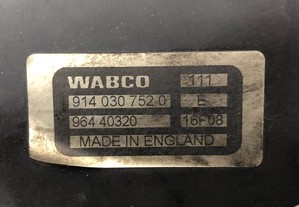 WABCO 111
914 030 752 0 E
964 40320 16F08
MADE IN ENGLAND